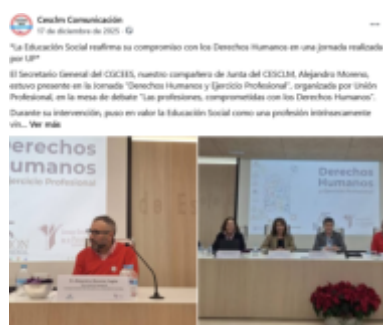 Cesclm Comunicación
17 de diciembre de 2025
"La Educación Social reafirma su compromiso con los Derechos Humanos en una jornada realizada
por UP"
El Secretario General del CGCEES, nuestro compañero de Junta del CESCLM, Alejandro Moreno,
estuvo presente en la Jornada "Derechos Humanos y Ejercicio Profesional", organizada por Unión
Profesional, en la mesa de debate "Las profesiones, comprometidas con los Derechos Humanos".
Durante su intervención, puso en valor la Educación Social como una profesión intrínsecamente
vin... Ver más
erechos
umanos
ercicio Profesional
Derechos
Humanos